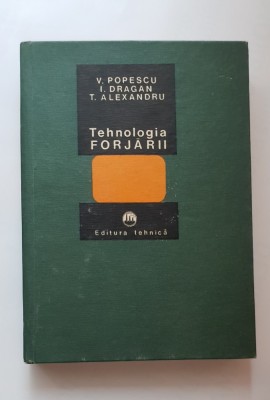 V. POPESCU
I. DRAGAN
T. ALEXANDRU
Tehnologia
FORJĂRII
Editura tehnică